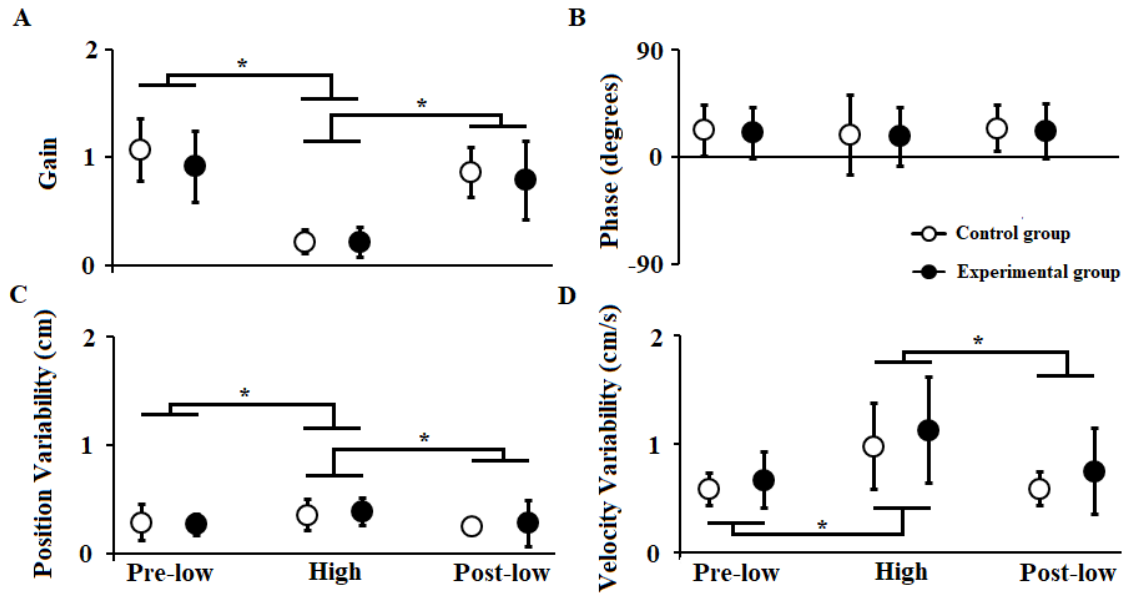 A
B
2
*
*
1
0
Gain
90
0
-90
Phase (degrees)
Control group
Experimental group
C
D
2
*
*
1
0
Position Variability (cm)
Pre-low
High
Post-low
2
*
1
*
0
Velocity Variability (cm/s)
Pre-low
High
Post-low